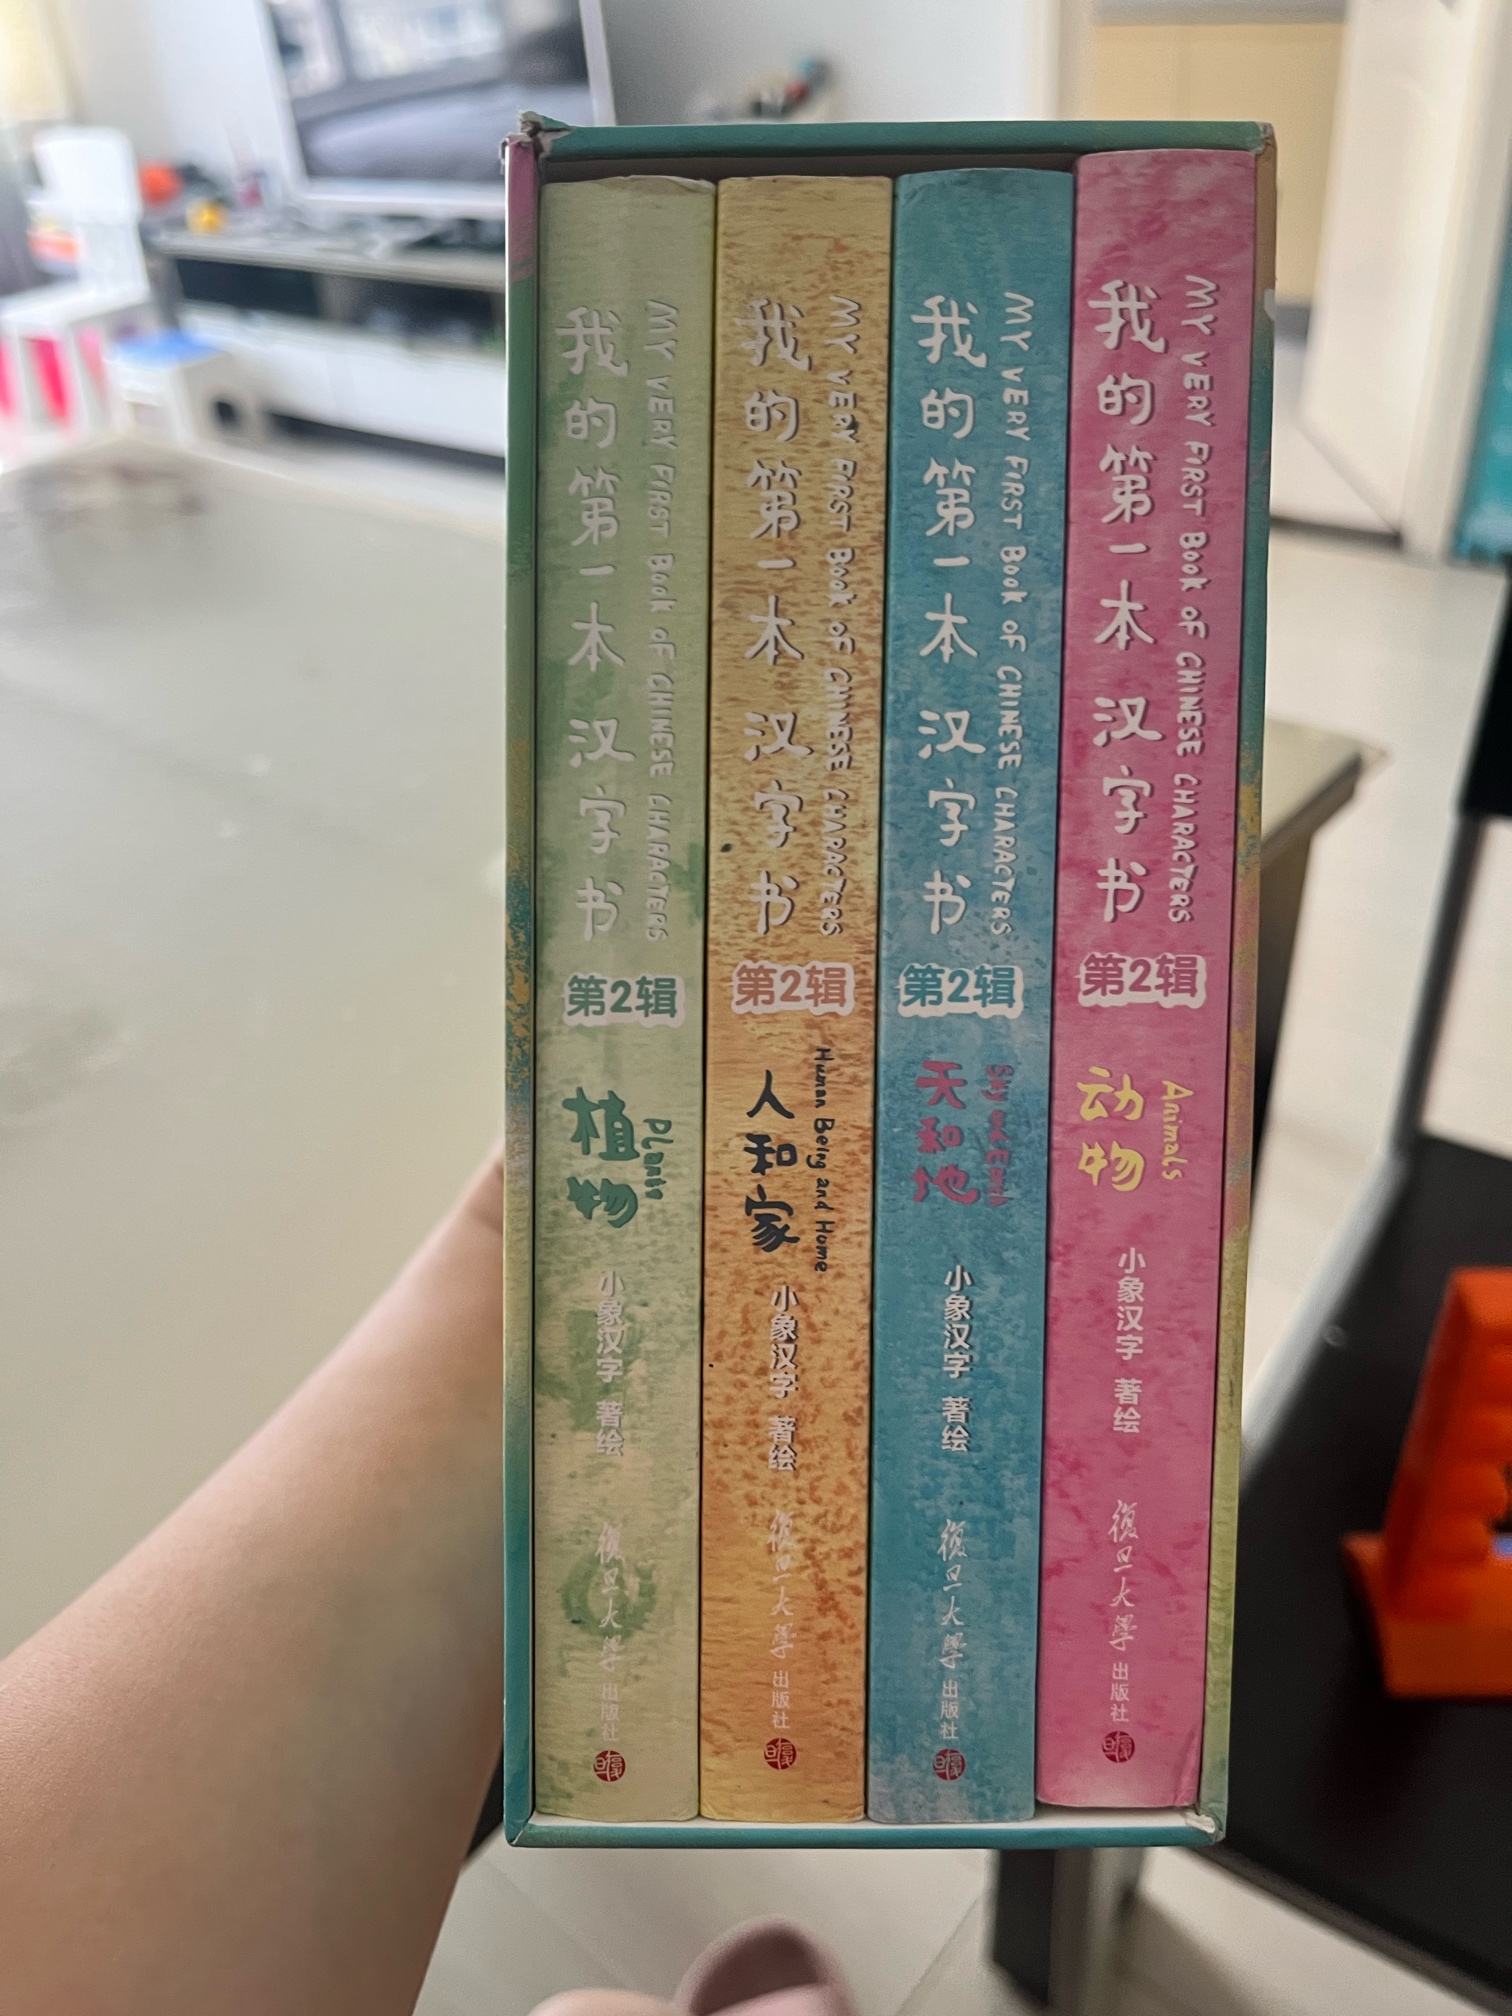 我的第一本汉字书
MY VERY FIRST BOOK OF CHINESE CHARACTERS
第2辑
植物
Plants
小象汉字 著绘
復旦大學 出版社
我的第一本汉字书
MY VERY FIRST BOOK OF CHINESE CHARACTERS
第2辑
人和家
Human Being and Home
小象汉字 著绘
復旦大學 出版社
我的第一本汉字书
MY VERY FIRST BOOK OF CHINESE CHARACTERS
第2辑
天和地
Sky and Earth
小象汉字 著绘
復旦大學 出版社
我的第一本汉字书
MY VERY FIRST BOOK OF CHINESE CHARACTERS
第2辑
动物
Animals
小象汉字 著绘
復旦大學 出版社